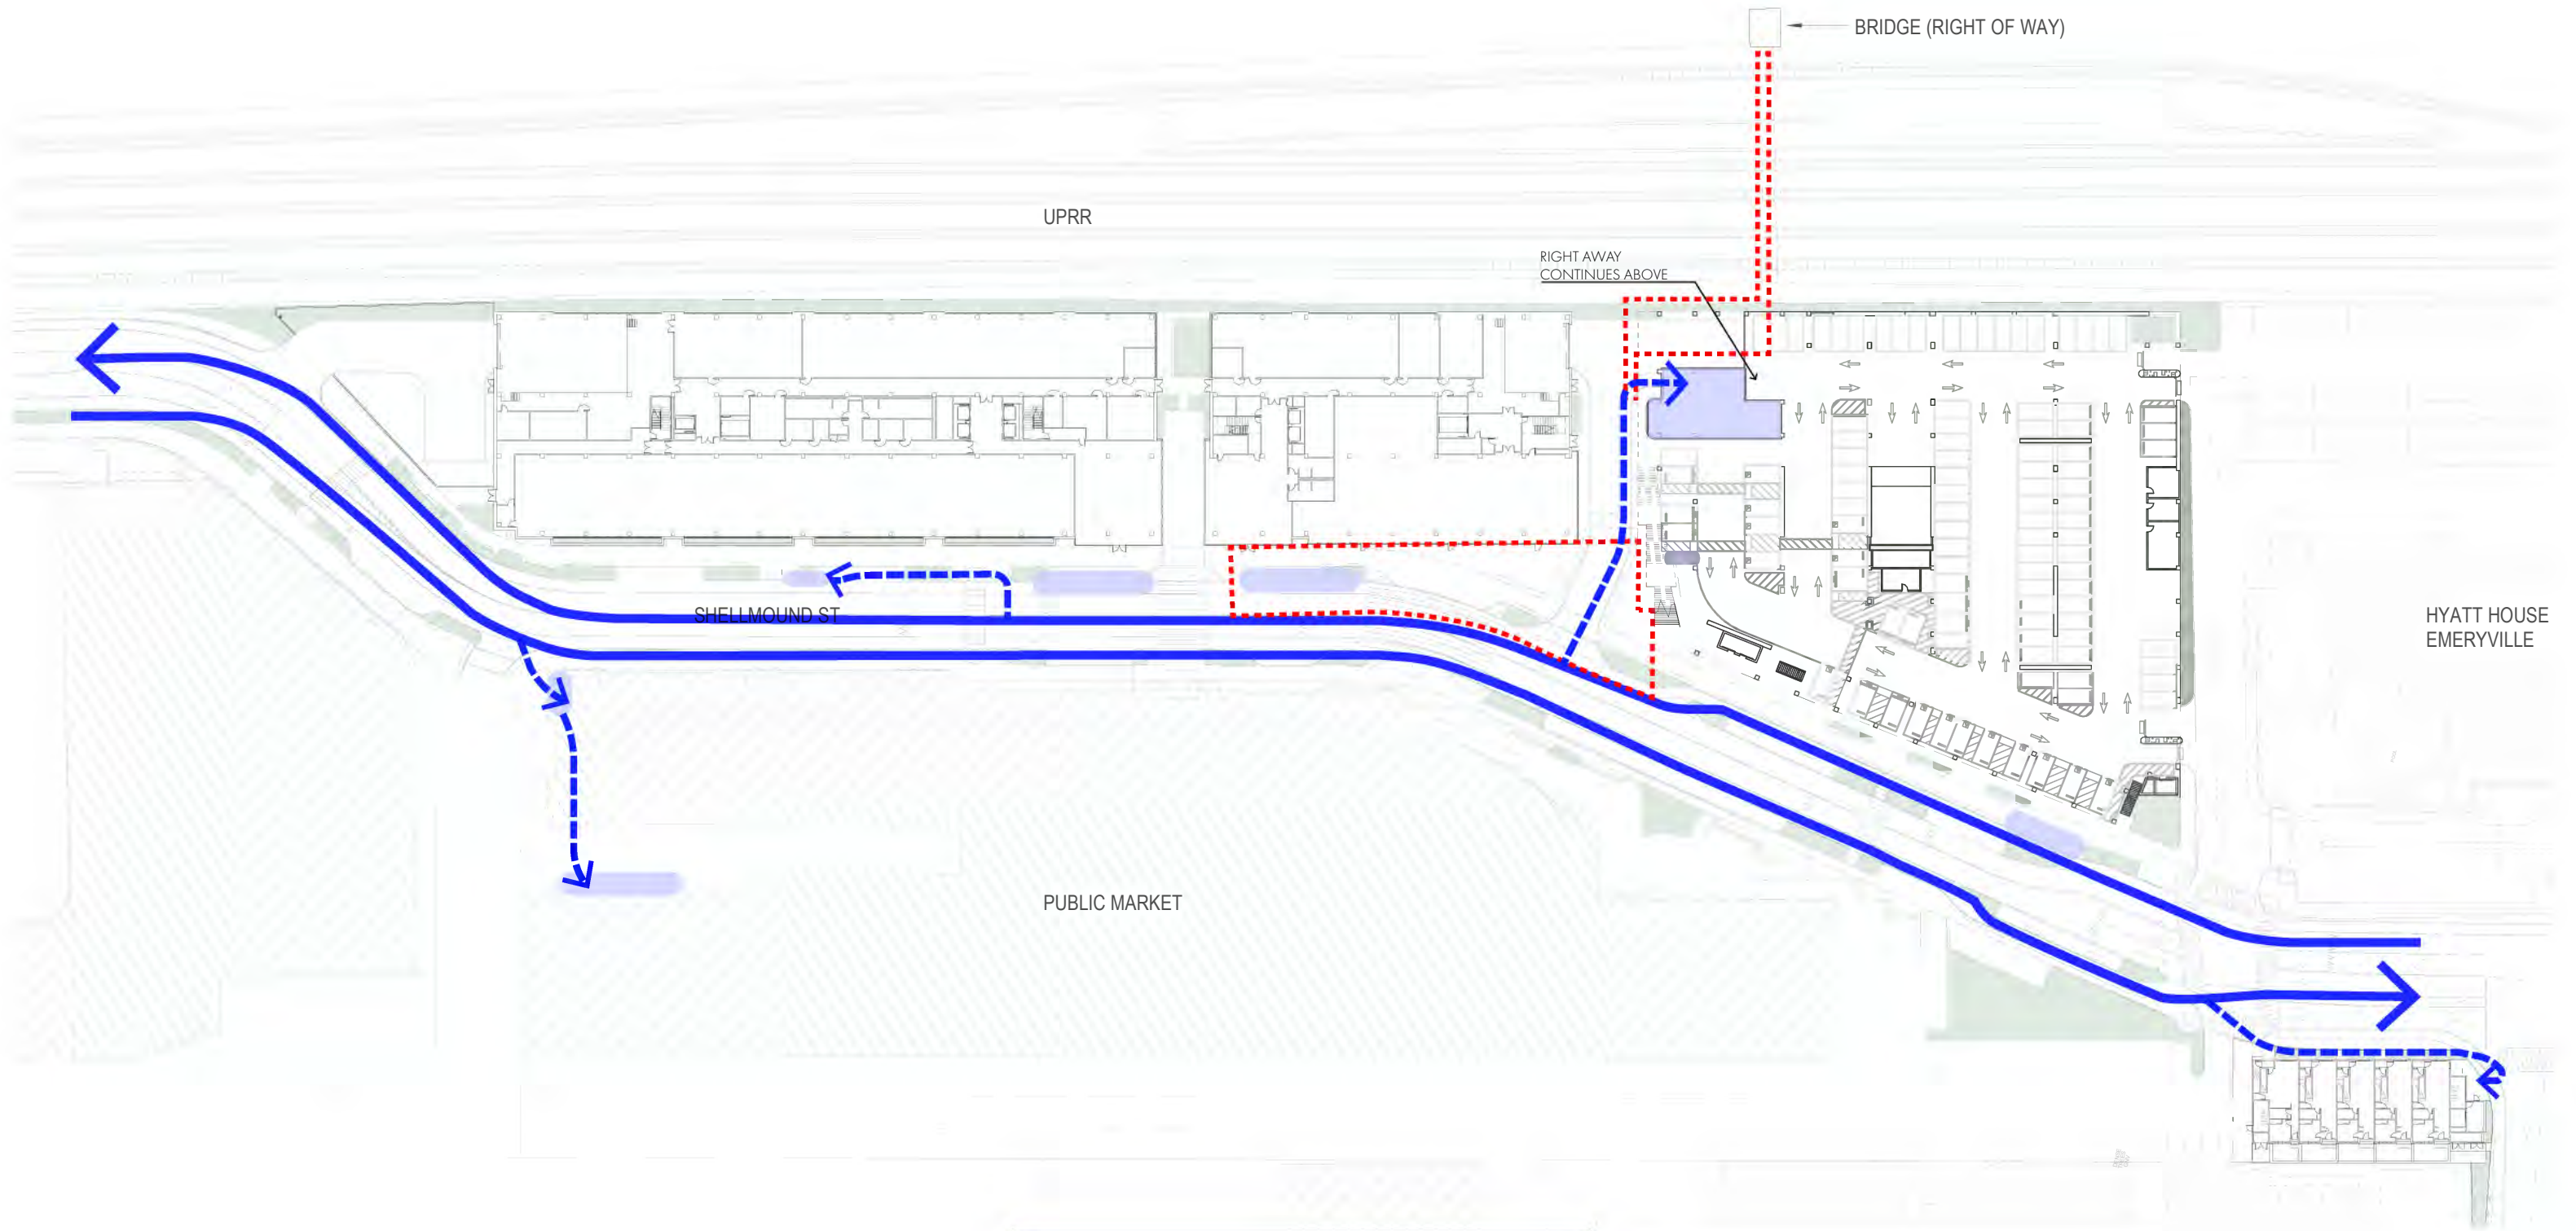 BRIDGE (RIGHT OF WAY)
UPRR
RIGHT AWAY
CONTINUES ABOVE
SHELLMOUND ST
HYATT HOUSE
EMERYVILLE
PUBLIC MARKET